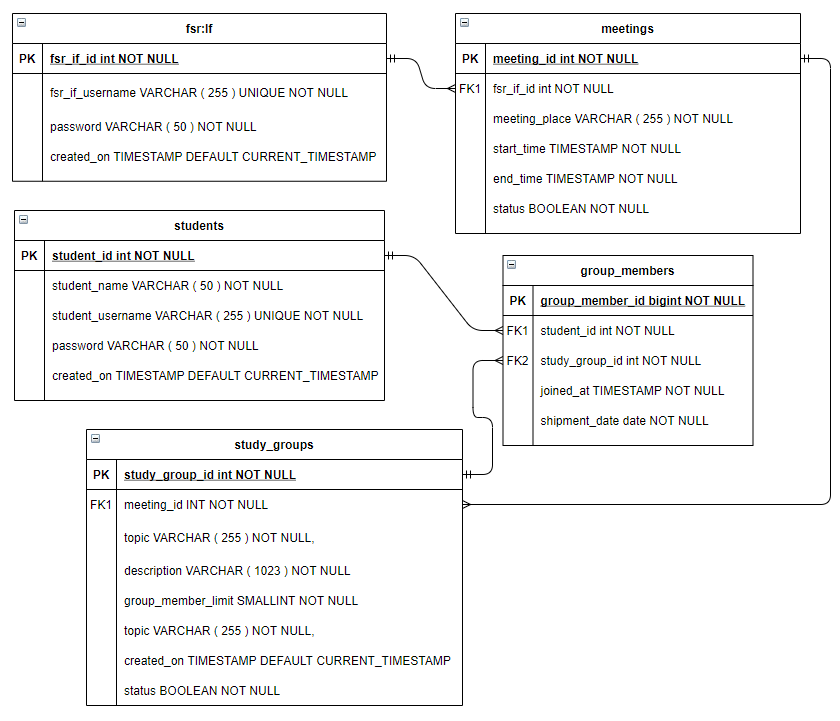 fsr:If
PK fsr_if_id int NOT NULL
fsr_if_username VARCHAR ( 255 ) UNIQUE NOT NULL
password VARCHAR ( 50 ) NOT NULL
created_on TIMESTAMP DEFAULT CURRENT_TIMESTAMP
meetings
PK meeting_id int NOT NULL
FK1 fsr_if_id int NOT NULL
meeting_place VARCHAR ( 255 ) NOT NULL
start_time TIMESTAMP NOT NULL
end_time TIMESTAMP NOT NULL
status BOOLEAN NOT NULL
students
PK student_id int NOT NULL
student_name VARCHAR ( 50 ) NOT NULL
student_username VARCHAR ( 255 ) UNIQUE NOT NULL
password VARCHAR ( 50 ) NOT NULL
created_on TIMESTAMP DEFAULT CURRENT_TIMESTAMP
group_members
PK group_member_id bigint NOT NULL
FK1 student_id int NOT NULL
FK2 study_group_id int NOT NULL
joined_at TIMESTAMP NOT NULL
shipment_date date NOT NULL
study_groups
PK study_group_id int NOT NULL
FK1 meeting_id INT NOT NULL
topic VARCHAR ( 255 ) NOT NULL,
description VARCHAR ( 1023 ) NOT NULL
group_member_limit SMALLINT NOT NULL
topic VARCHAR ( 255 ) NOT NULL,
created_on TIMESTAMP DEFAULT CURRENT_TIMESTAMP
status BOOLEAN NOT NULL